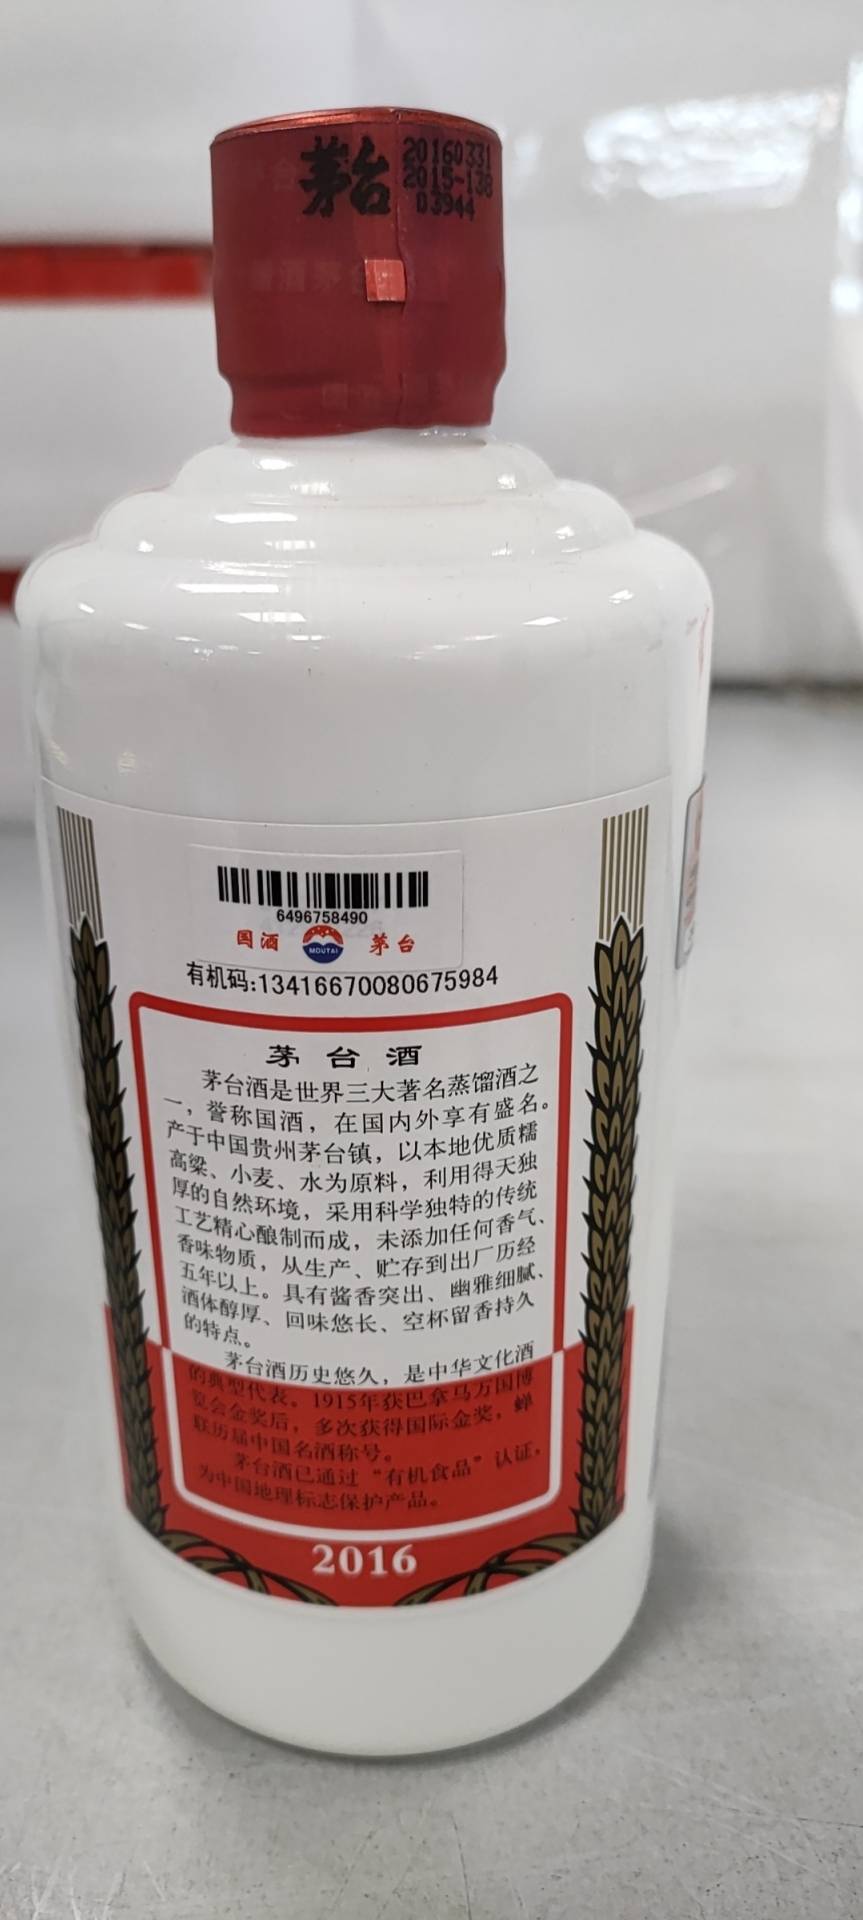 茅台
20160331
2015-138
03944
6496758490
国酒 MOUTAI 茅台
有机码:13416670080675984
茅台酒
茅台酒是世界三大著名蒸馏酒之
一，誉称国酒，在国内外享有盛名。
产于中国贵州茅台镇，以本地优质糯
高粱、小麦、水为原料，利用得天独
厚的自然环境，采用科学独特的传统
工艺精心酿制而成，未添加任何香气、
香味物质，从生产、贮存到出厂历经
五年以上。具有酱香突出、幽雅细腻、
酒体醇厚、回味悠长、空杯留香持久
的特点。
茅台酒历史悠久，是中华文化酒
的典型代表。1915年获巴拿马万国博
览会金奖后，多次获得国际金奖，蝉
联历届中国名酒称号。
茅台酒已通过“有机食品”认证，
为中国地理标志保护产品。
2016